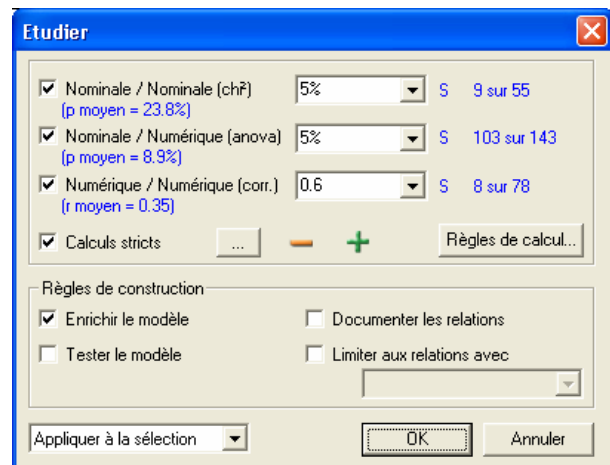 Etudier
Nominale / Nominale (chi²) 5% S 9 sur 55
(p moyen = 23.8%)
Nominale / Numérique (anova) 5% S 103 sur 143
(p moyen = 8.9%)
Numérique / Numérique (corr.) 0.6 S 8 sur 78
(r moyen = 0.35)
Calculs stricts ... Règles de calcul...
Règles de construction
Enrichir le modèle Documenter les relations
Tester le modèle Limiter aux relations avec
Appliquer à la sélection OK Annuler